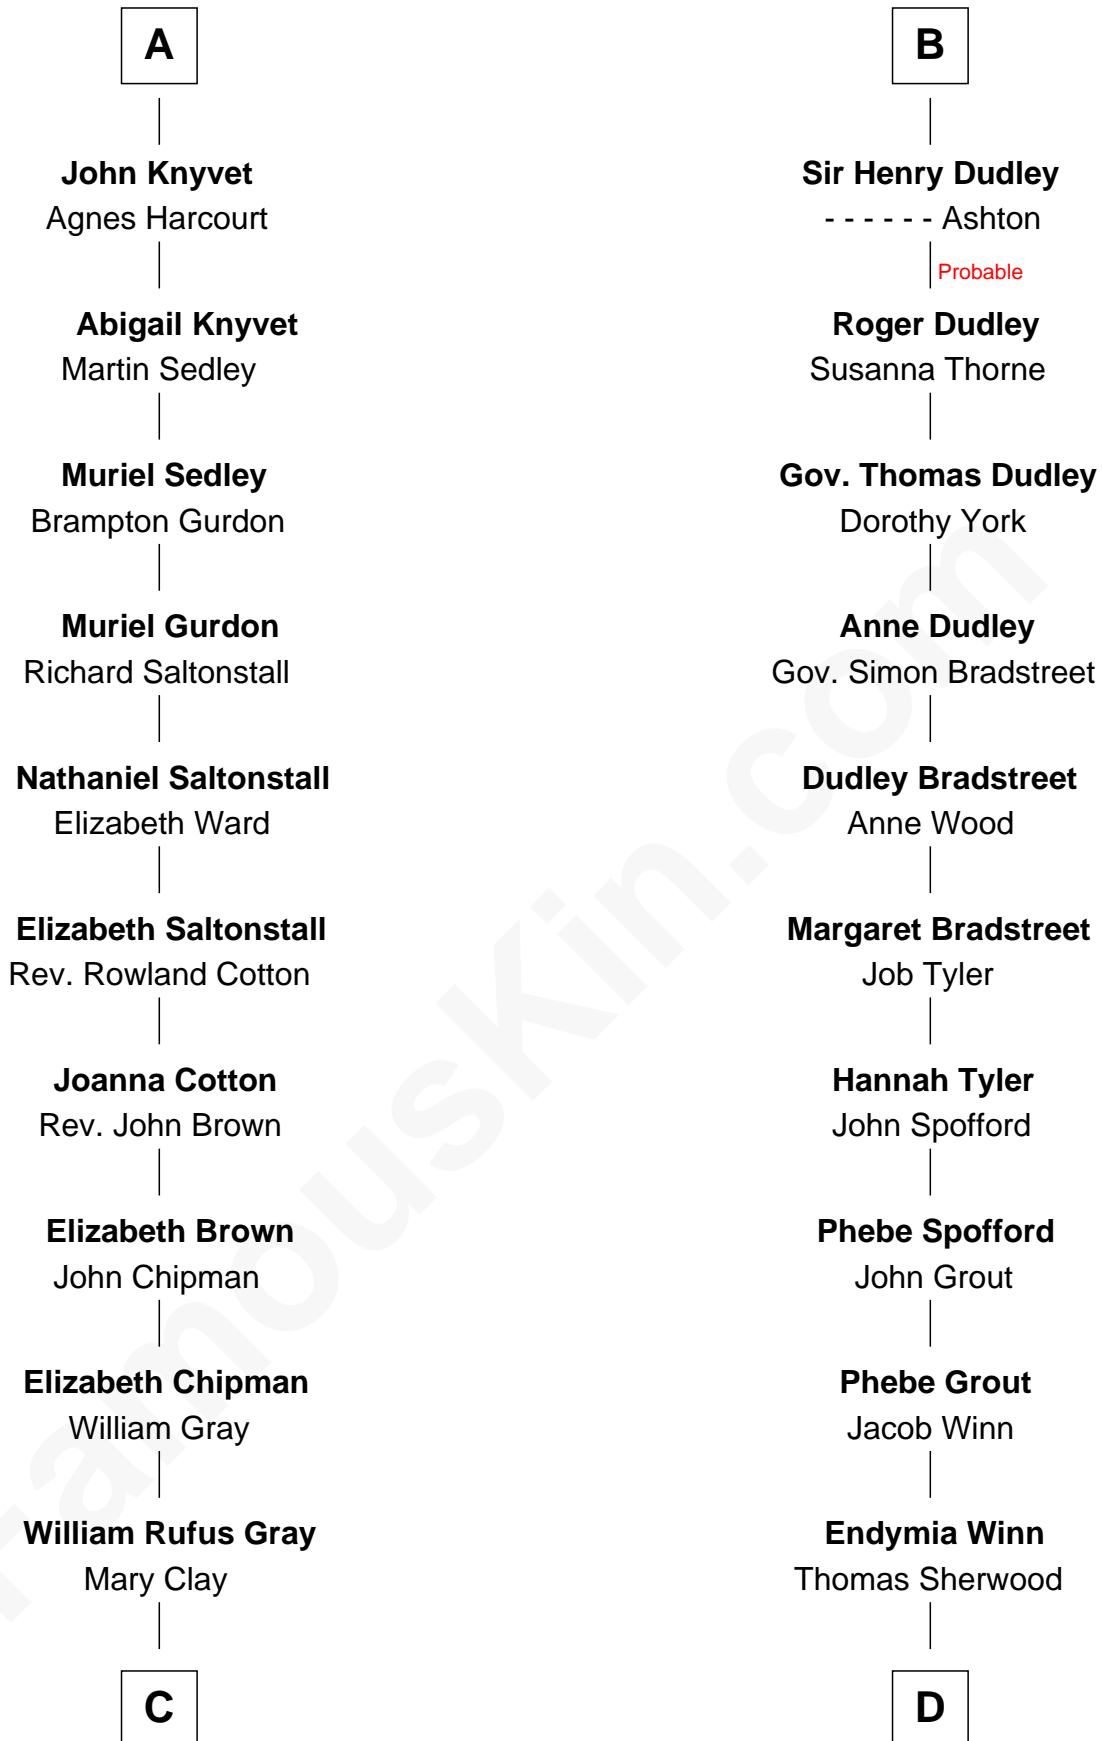 A
John Knyvet
Agnes Harcourt
Abigail Knyvet
Martin Sedley
Muriel Sedley
Brampton Gurdon
Muriel Gurdon
Richard Saltonstall
Nathaniel Saltonstall
Elizabeth Ward
Elizabeth Saltonstall
Rev. Rowland Cotton
Joanna Cotton
Rev. John Brown
Elizabeth Brown
John Chipman
Elizabeth Chipman
William Gray
William Rufus Gray
Mary Clay
C
B
Sir Henry Dudley
- - - - - - Ashton
Probable
Roger Dudley
Susanna Thorne
Gov. Thomas Dudley
Dorothy York
Anne Dudley
Gov. Simon Bradstreet
Dudley Bradstreet
Anne Wood
Margaret Bradstreet
Job Tyler
Hannah Tyler
John Spofford
Phebe Spofford
John Grout
Phebe Grout
Jacob Winn
Endymia Winn
Thomas Sherwood
D
FamousKin.com